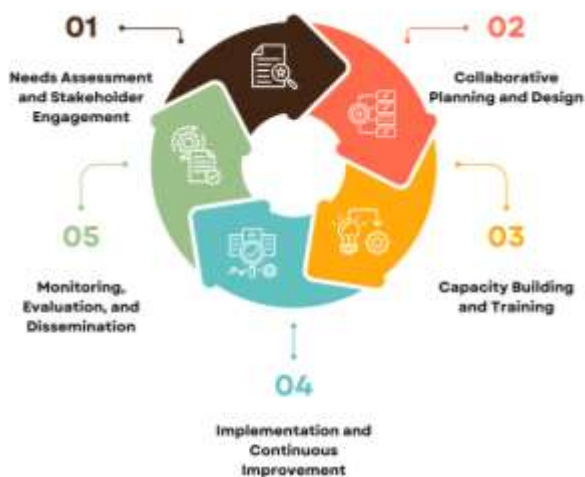 01
Needs Assessment
and Stakeholder
Engagement
02
Collaborative
Planning and Design
03
Capacity Building
and Training
04
Implementation and
Continuous
Improvement
05
Monitoring,
Evaluation, and
Dissemination